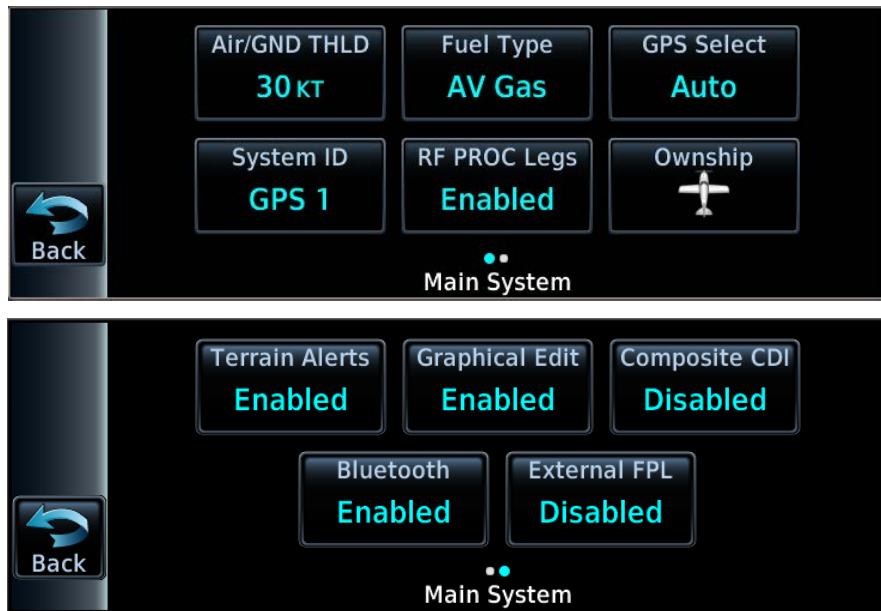 Air/GND THLD Fuel Type GPS Select
30 KT AV Gas Auto
System ID RF PROC Legs Ownship
GPS 1 Enabled
Back
Main System
Terrain Alerts Graphical Edit Composite CDI
Enabled Enabled Disabled
Bluetooth External FPL
Enabled Disabled
Back
Main System